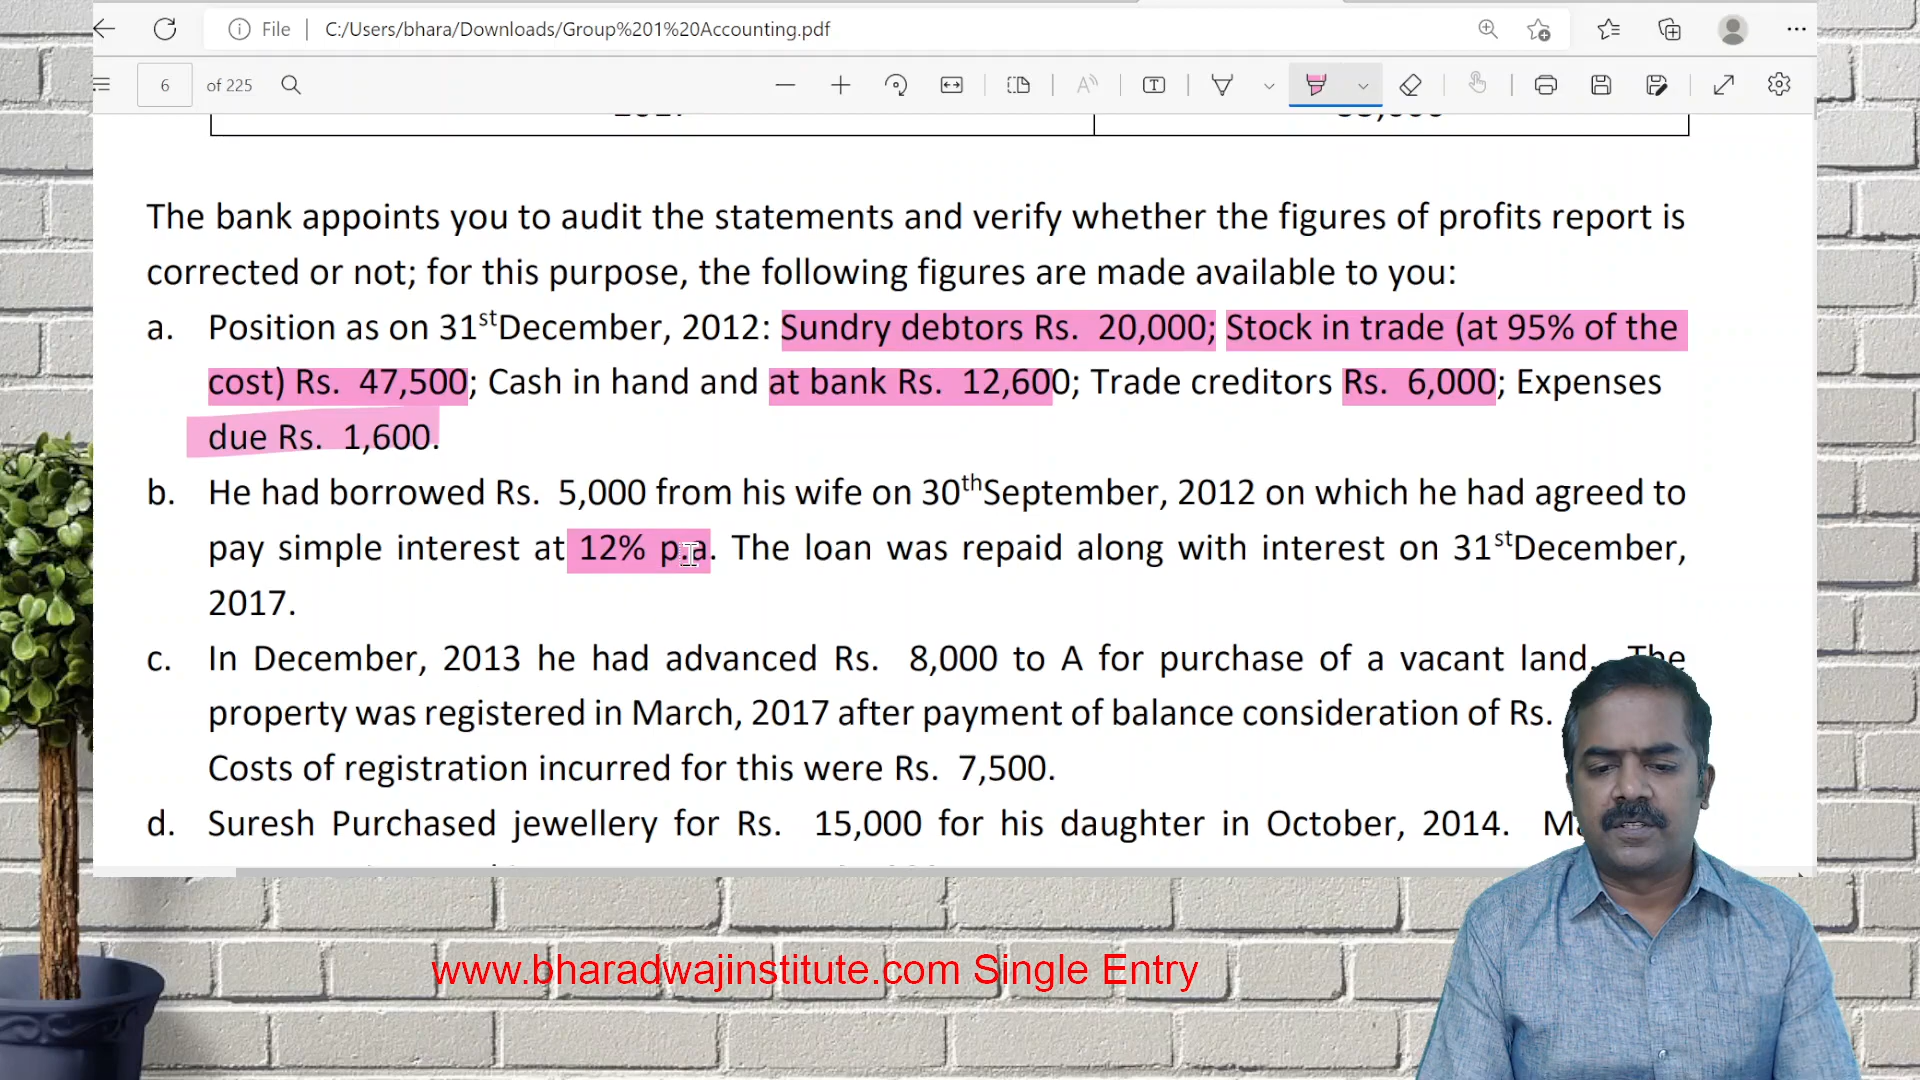 File C:/Users/bhara/Downloads/Group%201%20Accounting.pdf
6 of 225
The bank appoints you to audit the statements and verify whether the figures of profits report is
corrected or not; for this purpose, the following figures are made available to you:
a. Position as on 31stDecember, 2012: Sundry debtors Rs. 20,000; Stock in trade (at 95% of the
cost) Rs. 47,500; Cash in hand and at bank Rs. 12,600; Trade creditors Rs. 6,000; Expenses
due Rs. 1,600.
b. He had borrowed Rs. 5,000 from his wife on 30thSeptember, 2012 on which he had agreed to
pay simple interest at 12% p.a. The loan was repaid along with interest on 31stDecember,
2017.
c. In December, 2013 he had advanced Rs. 8,000 to A for purchase of a vacant land. The
property was registered in March, 2017 after payment of balance consideration of Rs.
Costs of registration incurred for this were Rs. 7,500.
d. Suresh Purchased jewellery for Rs. 15,000 for his daughter in October, 2014.
www.bharadwajinstitute.com Single Entry